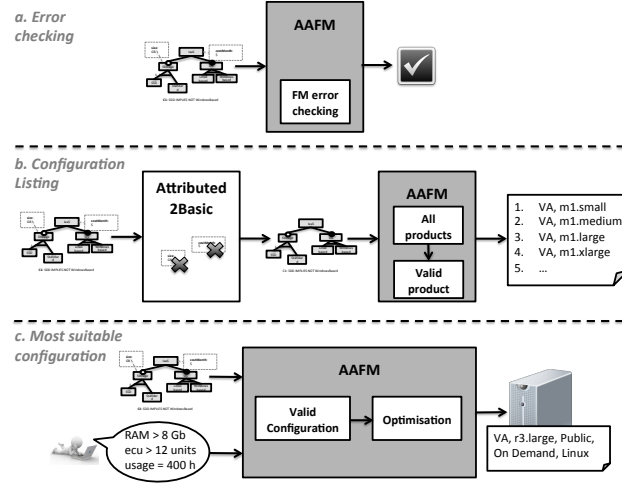 a. Error
checking
AAFM
FM error
checking
b. Configuration
Listing
Attributed
2Basic
AAFM
All
products
Valid
product
1. VA, m1.small
2. VA, m1.medium
3. VA, m1.large
4. VA, m1.xlarge
5. ...
c. Most suitable
configuration
AAFM
Valid
Configuration
Optimisation
RAM > 8 Gb
ecu > 12 units
usage = 400 h
VA, r3.large, Public,
On Demand, Linux